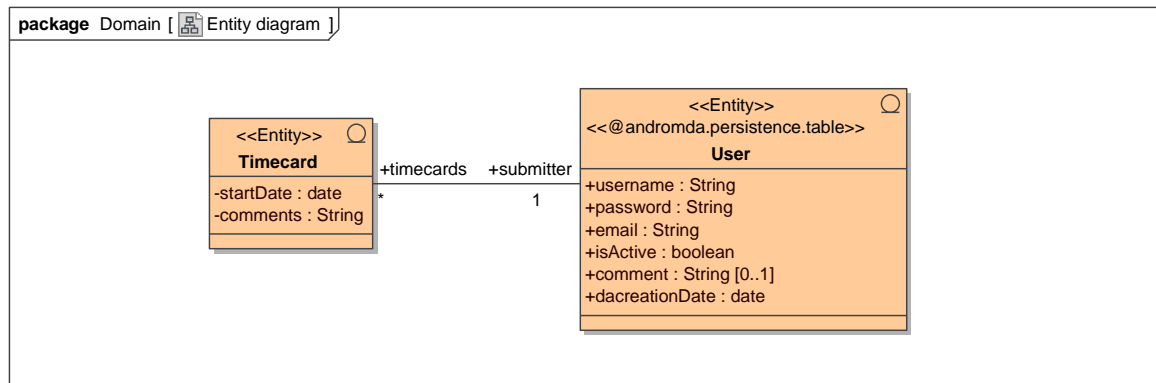 package Domain [ Entity diagram ]
<<Entity>>
Timecard
-startDate : date
-comments : String
+timecards
*
+submitter
1
<<Entity>>
<<@andromda.persistence.table>>
User
+username : String
+password : String
+email : String
+isActive : boolean
+comment : String [0..1]
+dacreationDate : date